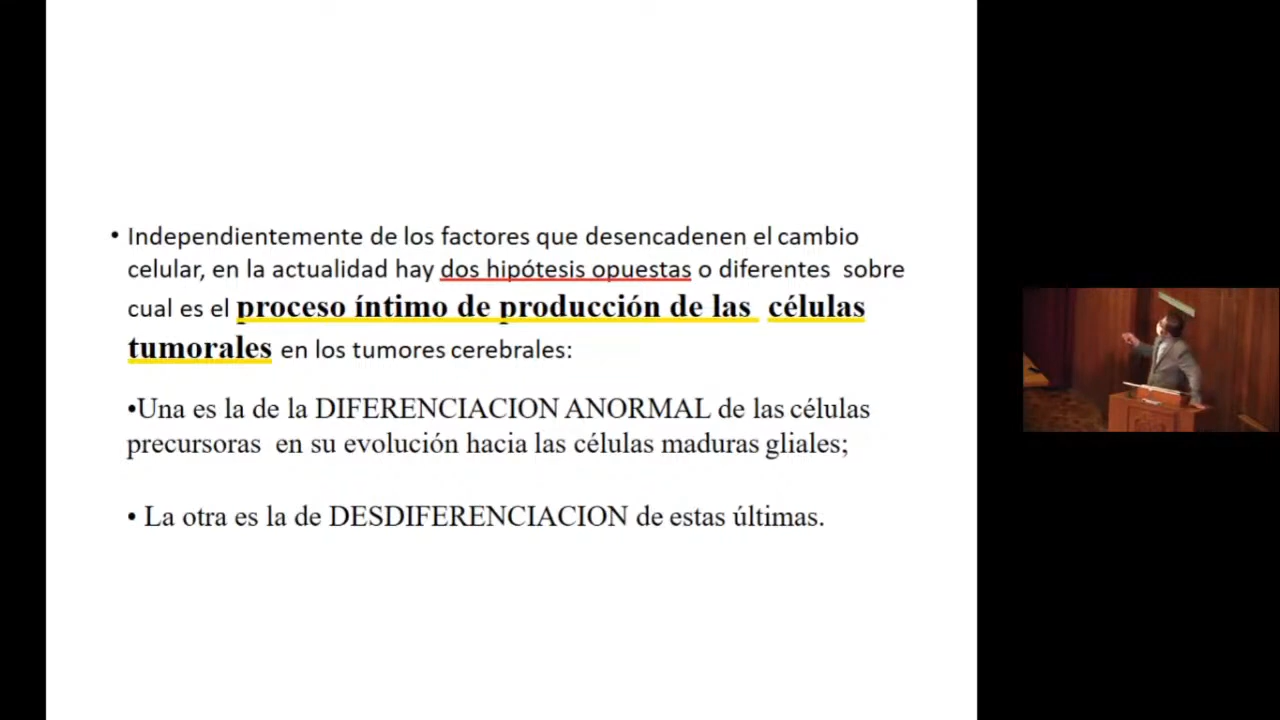 • Independientemente de los factores que desencadenen el cambio
celular, en la actualidad hay dos hipótesis opuestas o diferentes sobre
cual es el proceso íntimo de producción de las células
tumorales en los tumores cerebrales:
•Una es la de la DIFERENCIACION ANORMAL de las células
precursoras en su evolución hacia las células maduras gliales;
• La otra es la de DESDIFERENCIACION de estas últimas.